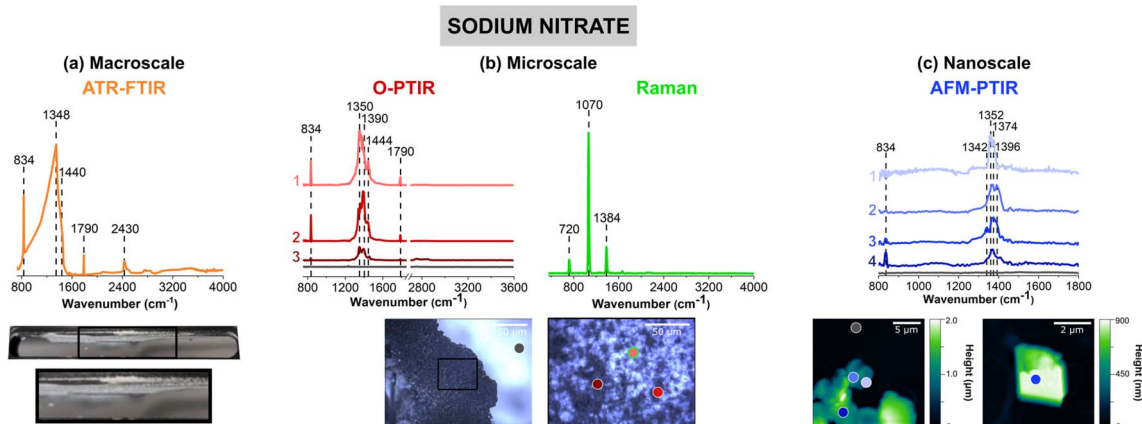 SODIUM NITRATE
(a) Macroscale
ATR-FTIR
1348
834
1440
1790
2430
800 1600 2400 3200 4000
Wavenumber (cm⁻¹)
(b) Microscale
O-PTIR
1350
1390
1444
834
1790
1
2
3
800 1200 1600 2800 3200 3600
Wavenumber (cm⁻¹)
Raman
1070
1384
720
800 1600 2400 3200 4000
Wavenumber (cm⁻¹)
50 µm
50 µm
(c) Nanoscale
AFM-PTIR
1352
1374
834
1342
1396
1
2
3
4
800 1000 1200 1400 1600 1800
Wavenumber (cm⁻¹)
5 µm
2.0
1.0
0
Height (µm)
2 µm
900
450
0
Height (nm)